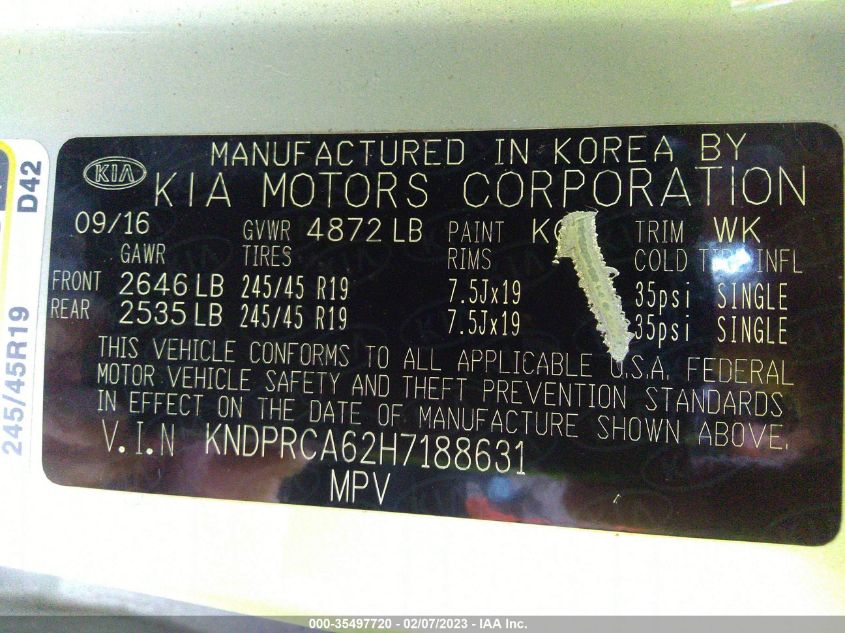 MANUFACTURED IN KOREA BY
KIA KIA MOTORS CORPORATION
09/16 GVWR 4872 LB PAINT TRIM WK
GAWR TIRES RIMS COLD TIRE INFL
FRONT 2646 LB 245/45 R19 7.5Jx19 35psi SINGLE
REAR 2535 LB 245/45 R19 7.5Jx19 35psi SINGLE
THIS VEHICLE CONFORMS TO ALL APPLICABLE U.S.A. FEDERAL
MOTOR VEHICLE SAFETY AND THEFT PREVENTION STANDARDS
IN EFFECT ON THE DATE OF MANUFACTURE SHOWN ABOVE.
V.I.N KNDPRCA62H7188631
MPV
D42
245/45R19
000-35497720 - 02/07/2023 - IAA Inc.